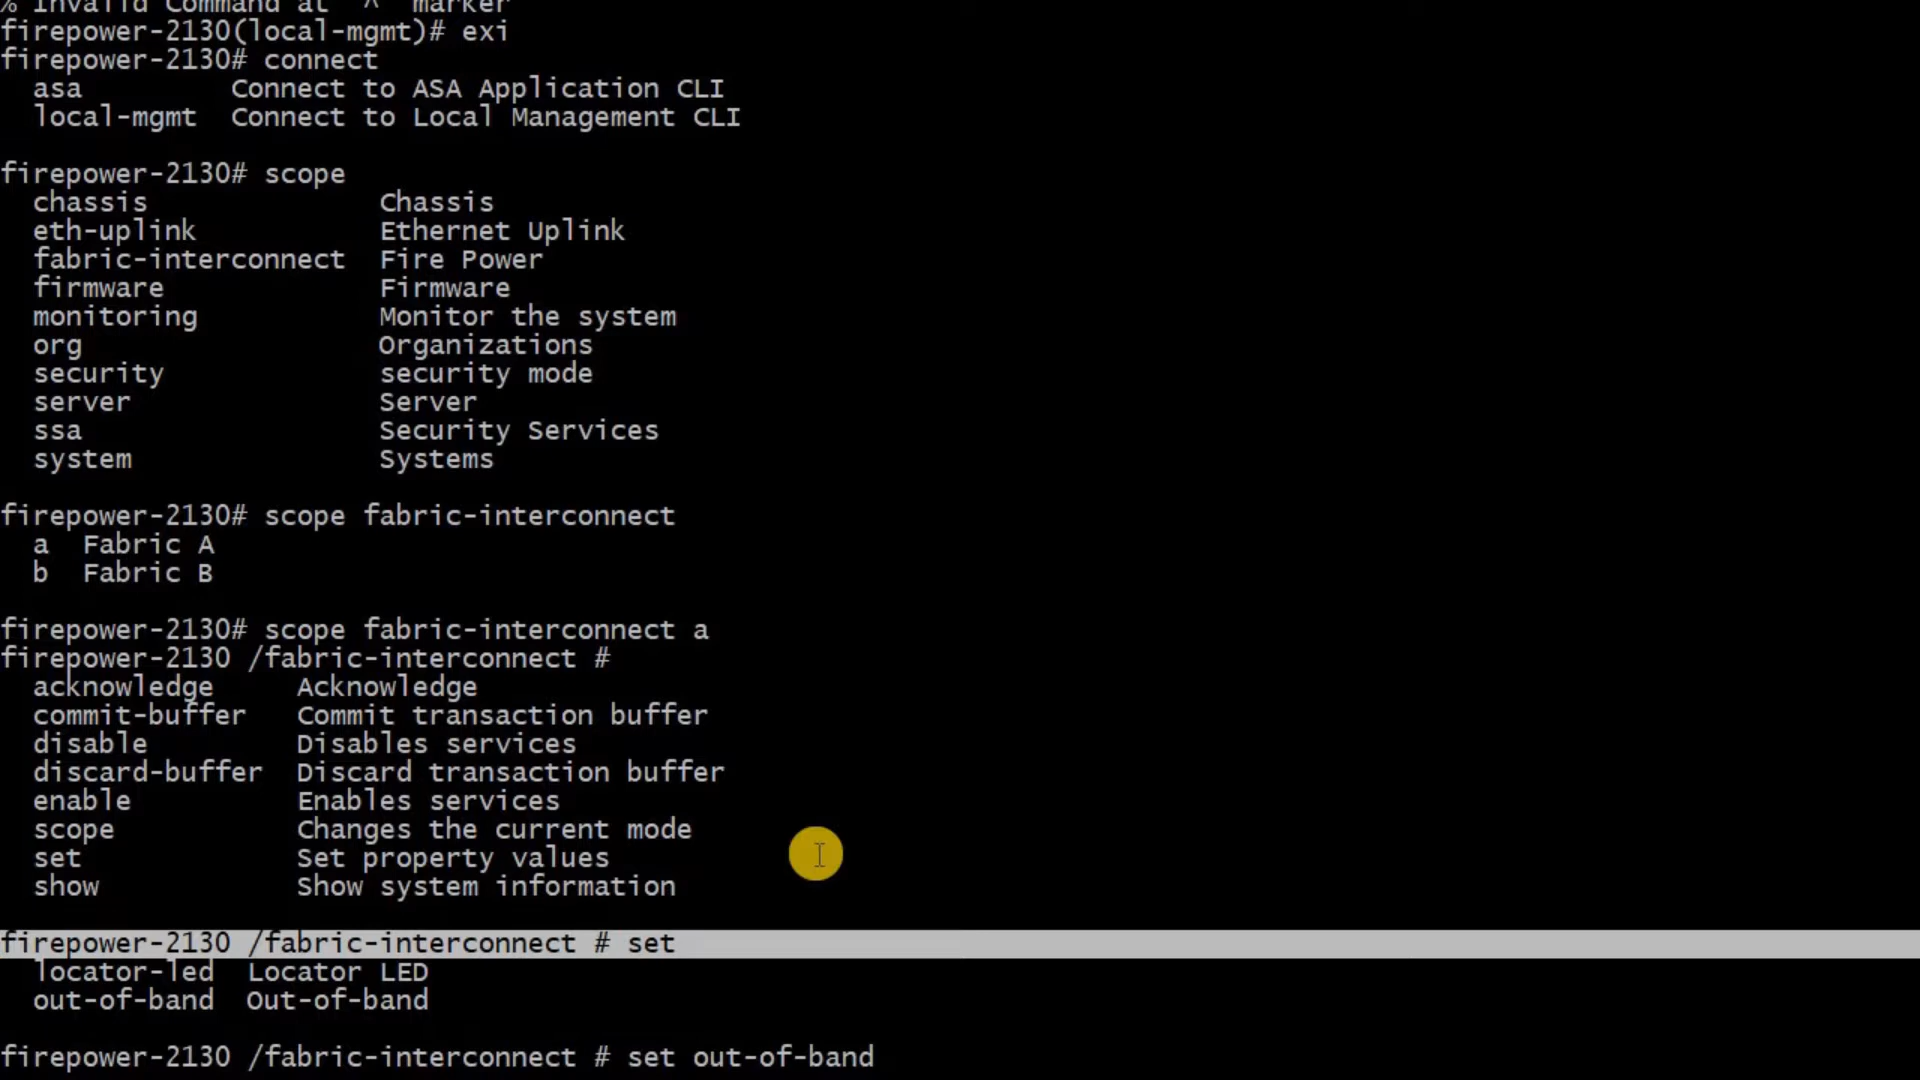 % Invalid Command at '^' marker
firepower-2130(local-mgmt)# exi
firepower-2130# connect
asa Connect to ASA Application CLI
local-mgmt Connect to Local Management CLI
firepower-2130# scope
chassis Chassis
eth-uplink Ethernet Uplink
fabric-interconnect Fire Power
firmware Firmware
monitoring Monitor the system
org Organizations
security security mode
server Server
ssa Security Services
system Systems
firepower-2130# scope fabric-interconnect
a Fabric A
b Fabric B
firepower-2130# scope fabric-interconnect a
firepower-2130 /fabric-interconnect #
acknowledge Acknowledge
commit-buffer Commit transaction buffer
disable Disables services
discard-buffer Discard transaction buffer
enable Enables services
scope Changes the current mode
set Set property values
show Show system information
firepower-2130 /fabric-interconnect # set
locator-led Locator LED
out-of-band Out-of-band
firepower-2130 /fabric-interconnect # set out-of-band